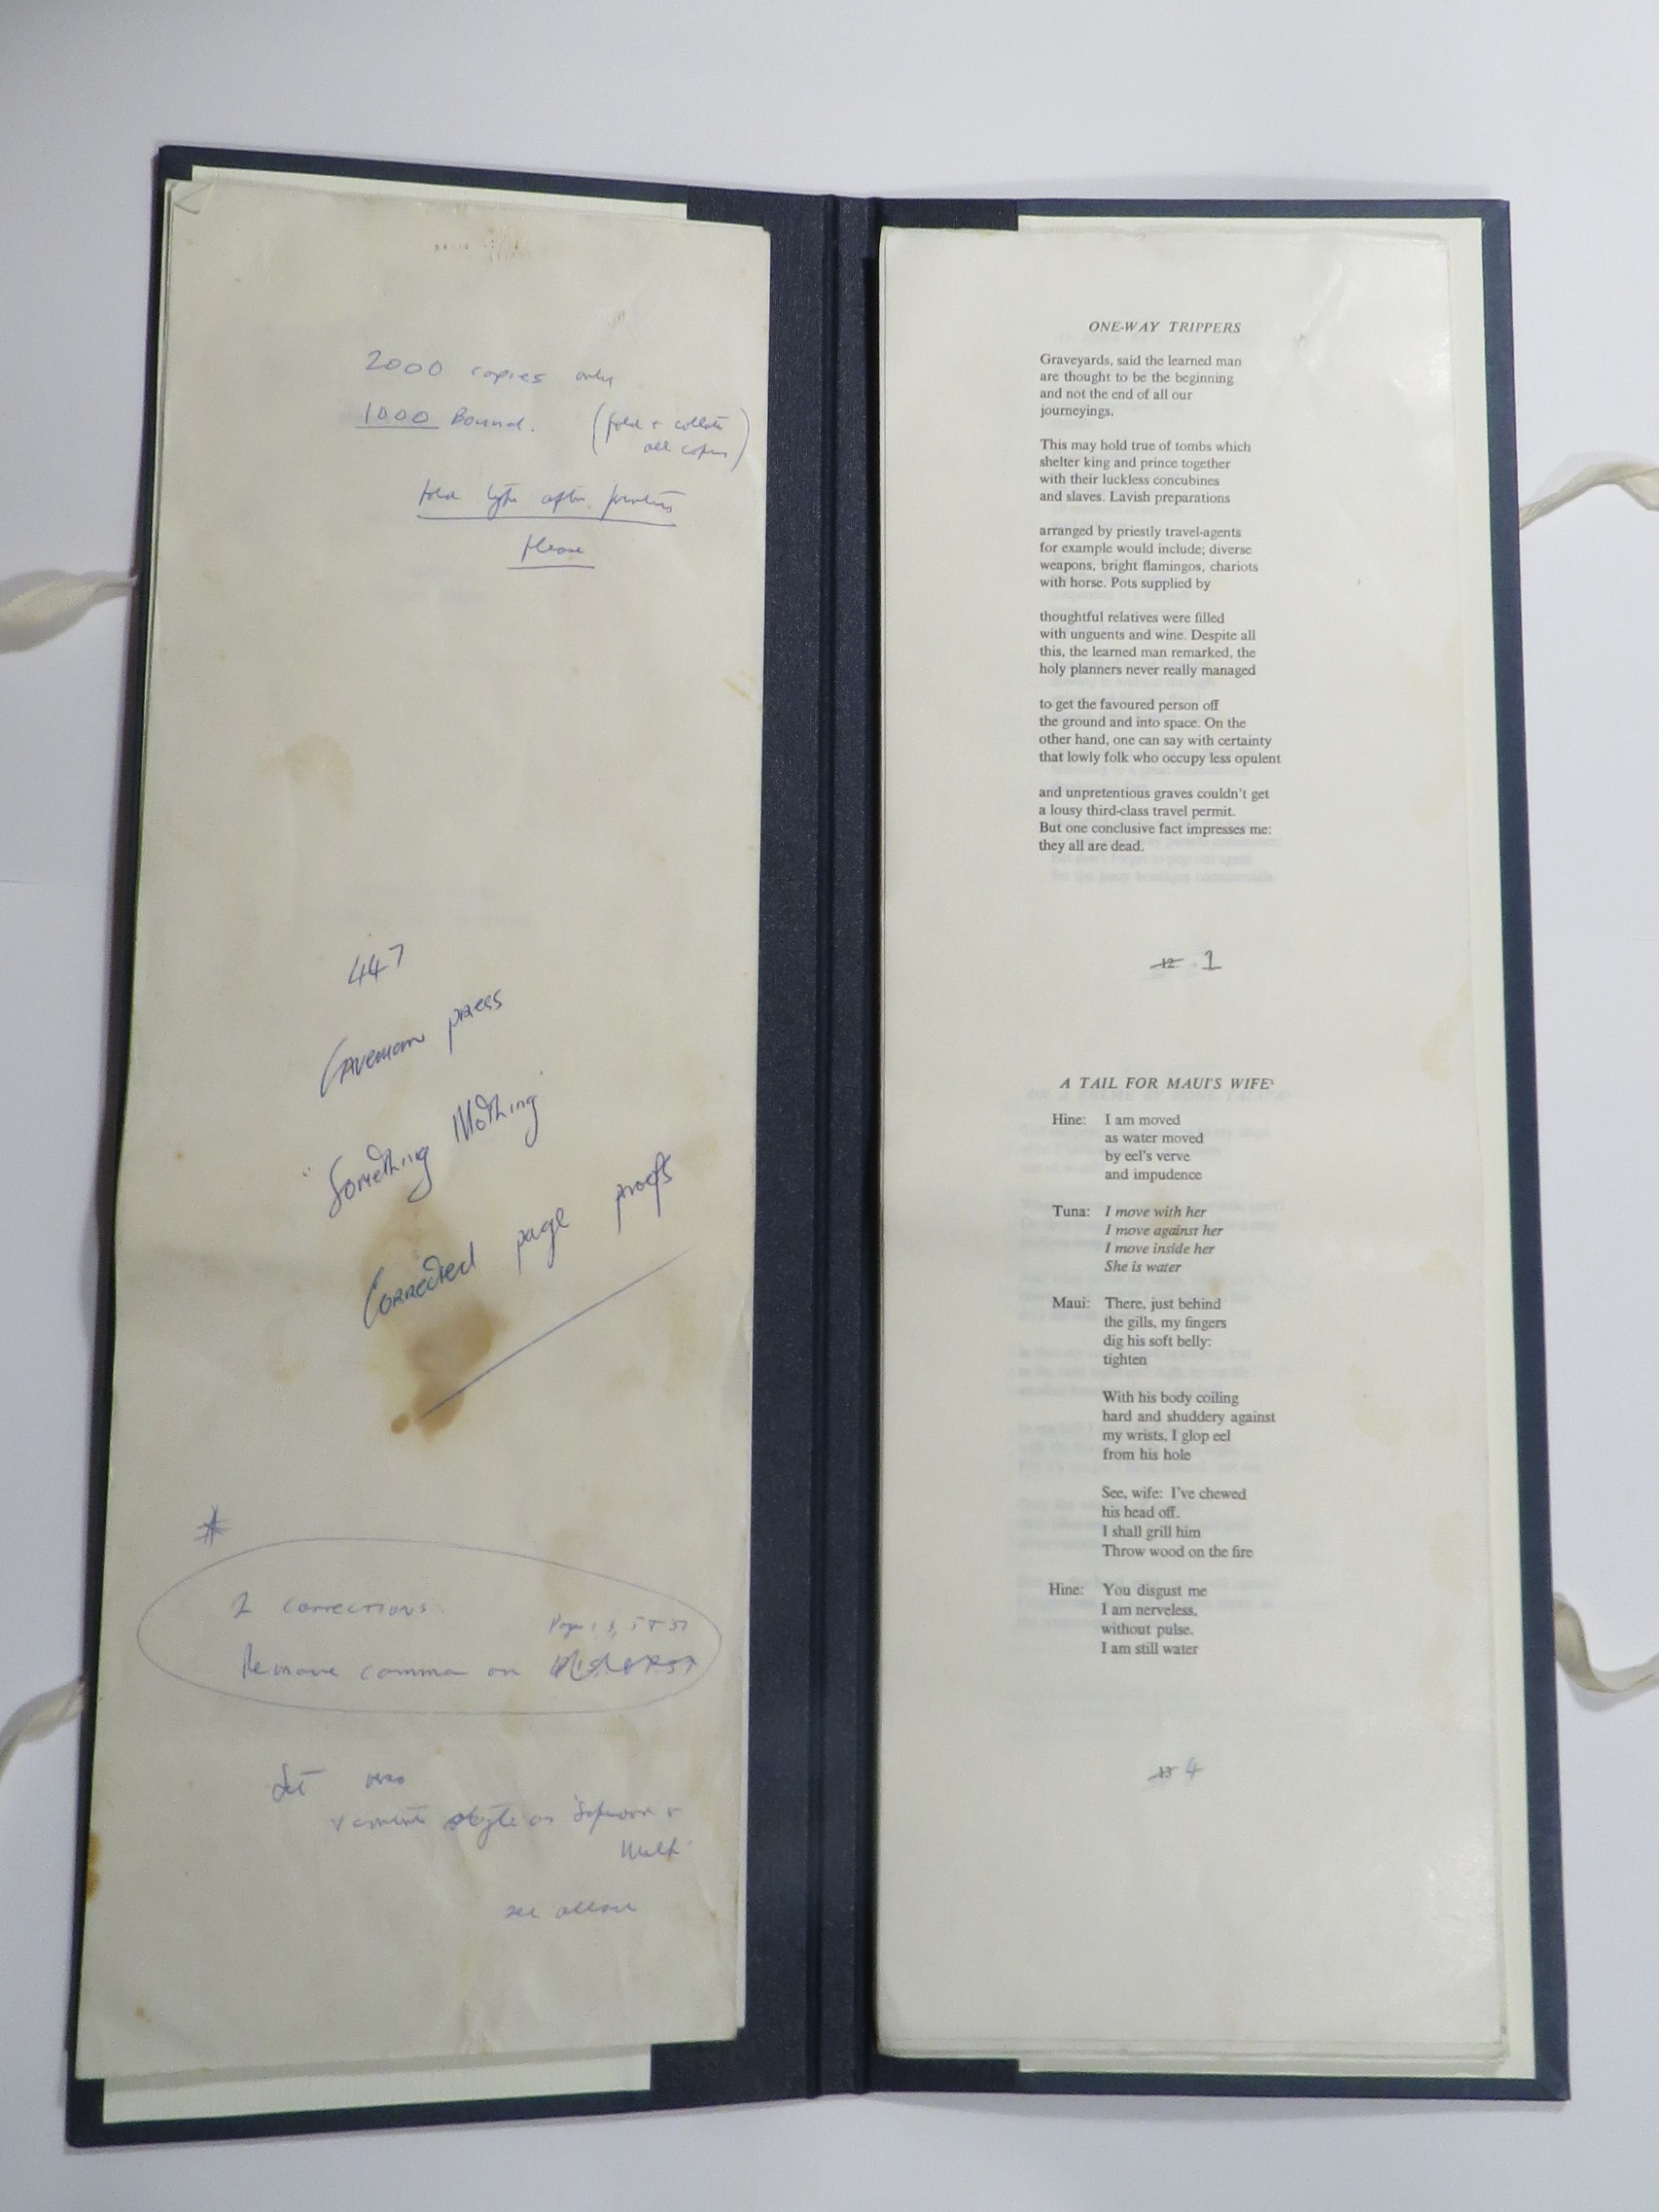 2000 copies only
1000 Bound. (fold & collate
all copies)
hold type after printing
please
447
Caveman press
"Something Nothing"
Corrected page proofs
2 corrections
Remove comma on
Set verso
style as
see
ONE-WAY TRIPPERS
Graveyards, said the learned man
are thought to be the beginning
and not the end of all our
journeyings.
This may hold true of tombs which
shelter king and prince together
with their luckless concubines
and slaves. Lavish preparations
arranged by priestly travel-agents
for example would include; diverse
weapons, bright flamingos, chariots
with horse. Pots supplied by
thoughtful relatives were filled
with unguents and wine. Despite all
this, the learned man remarked, the
holy planners never really managed
to get the favoured person off
the ground and into space. On the
other hand, one can say with certainty
that lowly folk who occupy less opulent
and unpretentious graves couldn't get
a lousy third-class travel permit.
But one conclusive fact impresses me:
they all are dead.
12 1
A TAIL FOR MAUI'S WIFE¹
Hine: I am moved
as water moved
by eel's verve
and impudence
Tuna: I move with her
I move against her
I move inside her
She is water
Maui: There, just behind
the gills, my fingers
dig his soft belly:
tighten
With his body coiling
hard and shuddery against
my wrists, I glop eel
from his hole
See, wife: I've chewed
his head off.
I shall grill him
Throw wood on the fire
Hine: You disgust me
I am nerveless,
without pulse.
I am still water
13 4